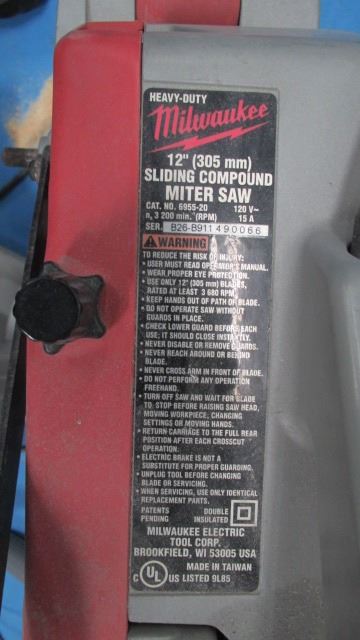 HEAVY-DUTY
Milwaukee
12" (305 mm)
SLIDING COMPOUND
MITER SAW
CAT. NO. 6955-20 120 V~
n, 3 200 min.⁻(RPM) 15 A
SER. B26-B911490066
WARNING
TO REDUCE THE RISK OF INJURY:
• USER MUST READ OPERATOR'S MANUAL.
• WEAR PROPER EYE PROTECTION.
• USE ONLY 12" (305 mm) BLADES,
RATED AT LEAST 3 680 RPM.
• KEEP HANDS OUT OF PATH OF BLADE.
• DO NOT OPERATE SAW WITHOUT
GUARDS IN PLACE.
• CHECK LOWER GUARD BEFORE EACH
USE; IT SHOULD CLOSE INSTANTLY.
• NEVER DISABLE OR REMOVE GUARDS.
• NEVER REACH AROUND OR BEHIND
BLADE.
• NEVER CROSS ARM IN FRONT OF BLADE.
• DO NOT PERFORM ANY OPERATION
FREEHAND.
• TURN OFF SAW AND WAIT FOR BLADE
TO STOP BEFORE RAISING SAW HEAD,
MOVING WORKPIECE, CHANGING
SETTINGS OR MOVING HANDS.
• RETURN CARRIAGE TO THE FULL REAR
POSITION AFTER EACH CROSSCUT
OPERATION.
• ELECTRIC BRAKE IS NOT A
SUBSTITUTE FOR PROPER GUARDING.
• UNPLUG TOOL BEFORE CHANGING
BLADE OR SERVICING.
• WHEN SERVICING, USE ONLY IDENTICAL
REPLACEMENT PARTS.
PATENTS DOUBLE
PENDING INSULATED
MILWAUKEE ELECTRIC
TOOL CORP.
BROOKFIELD, WI 53005 USA
MADE IN TAIWAN
C UL US LISTED 9L85